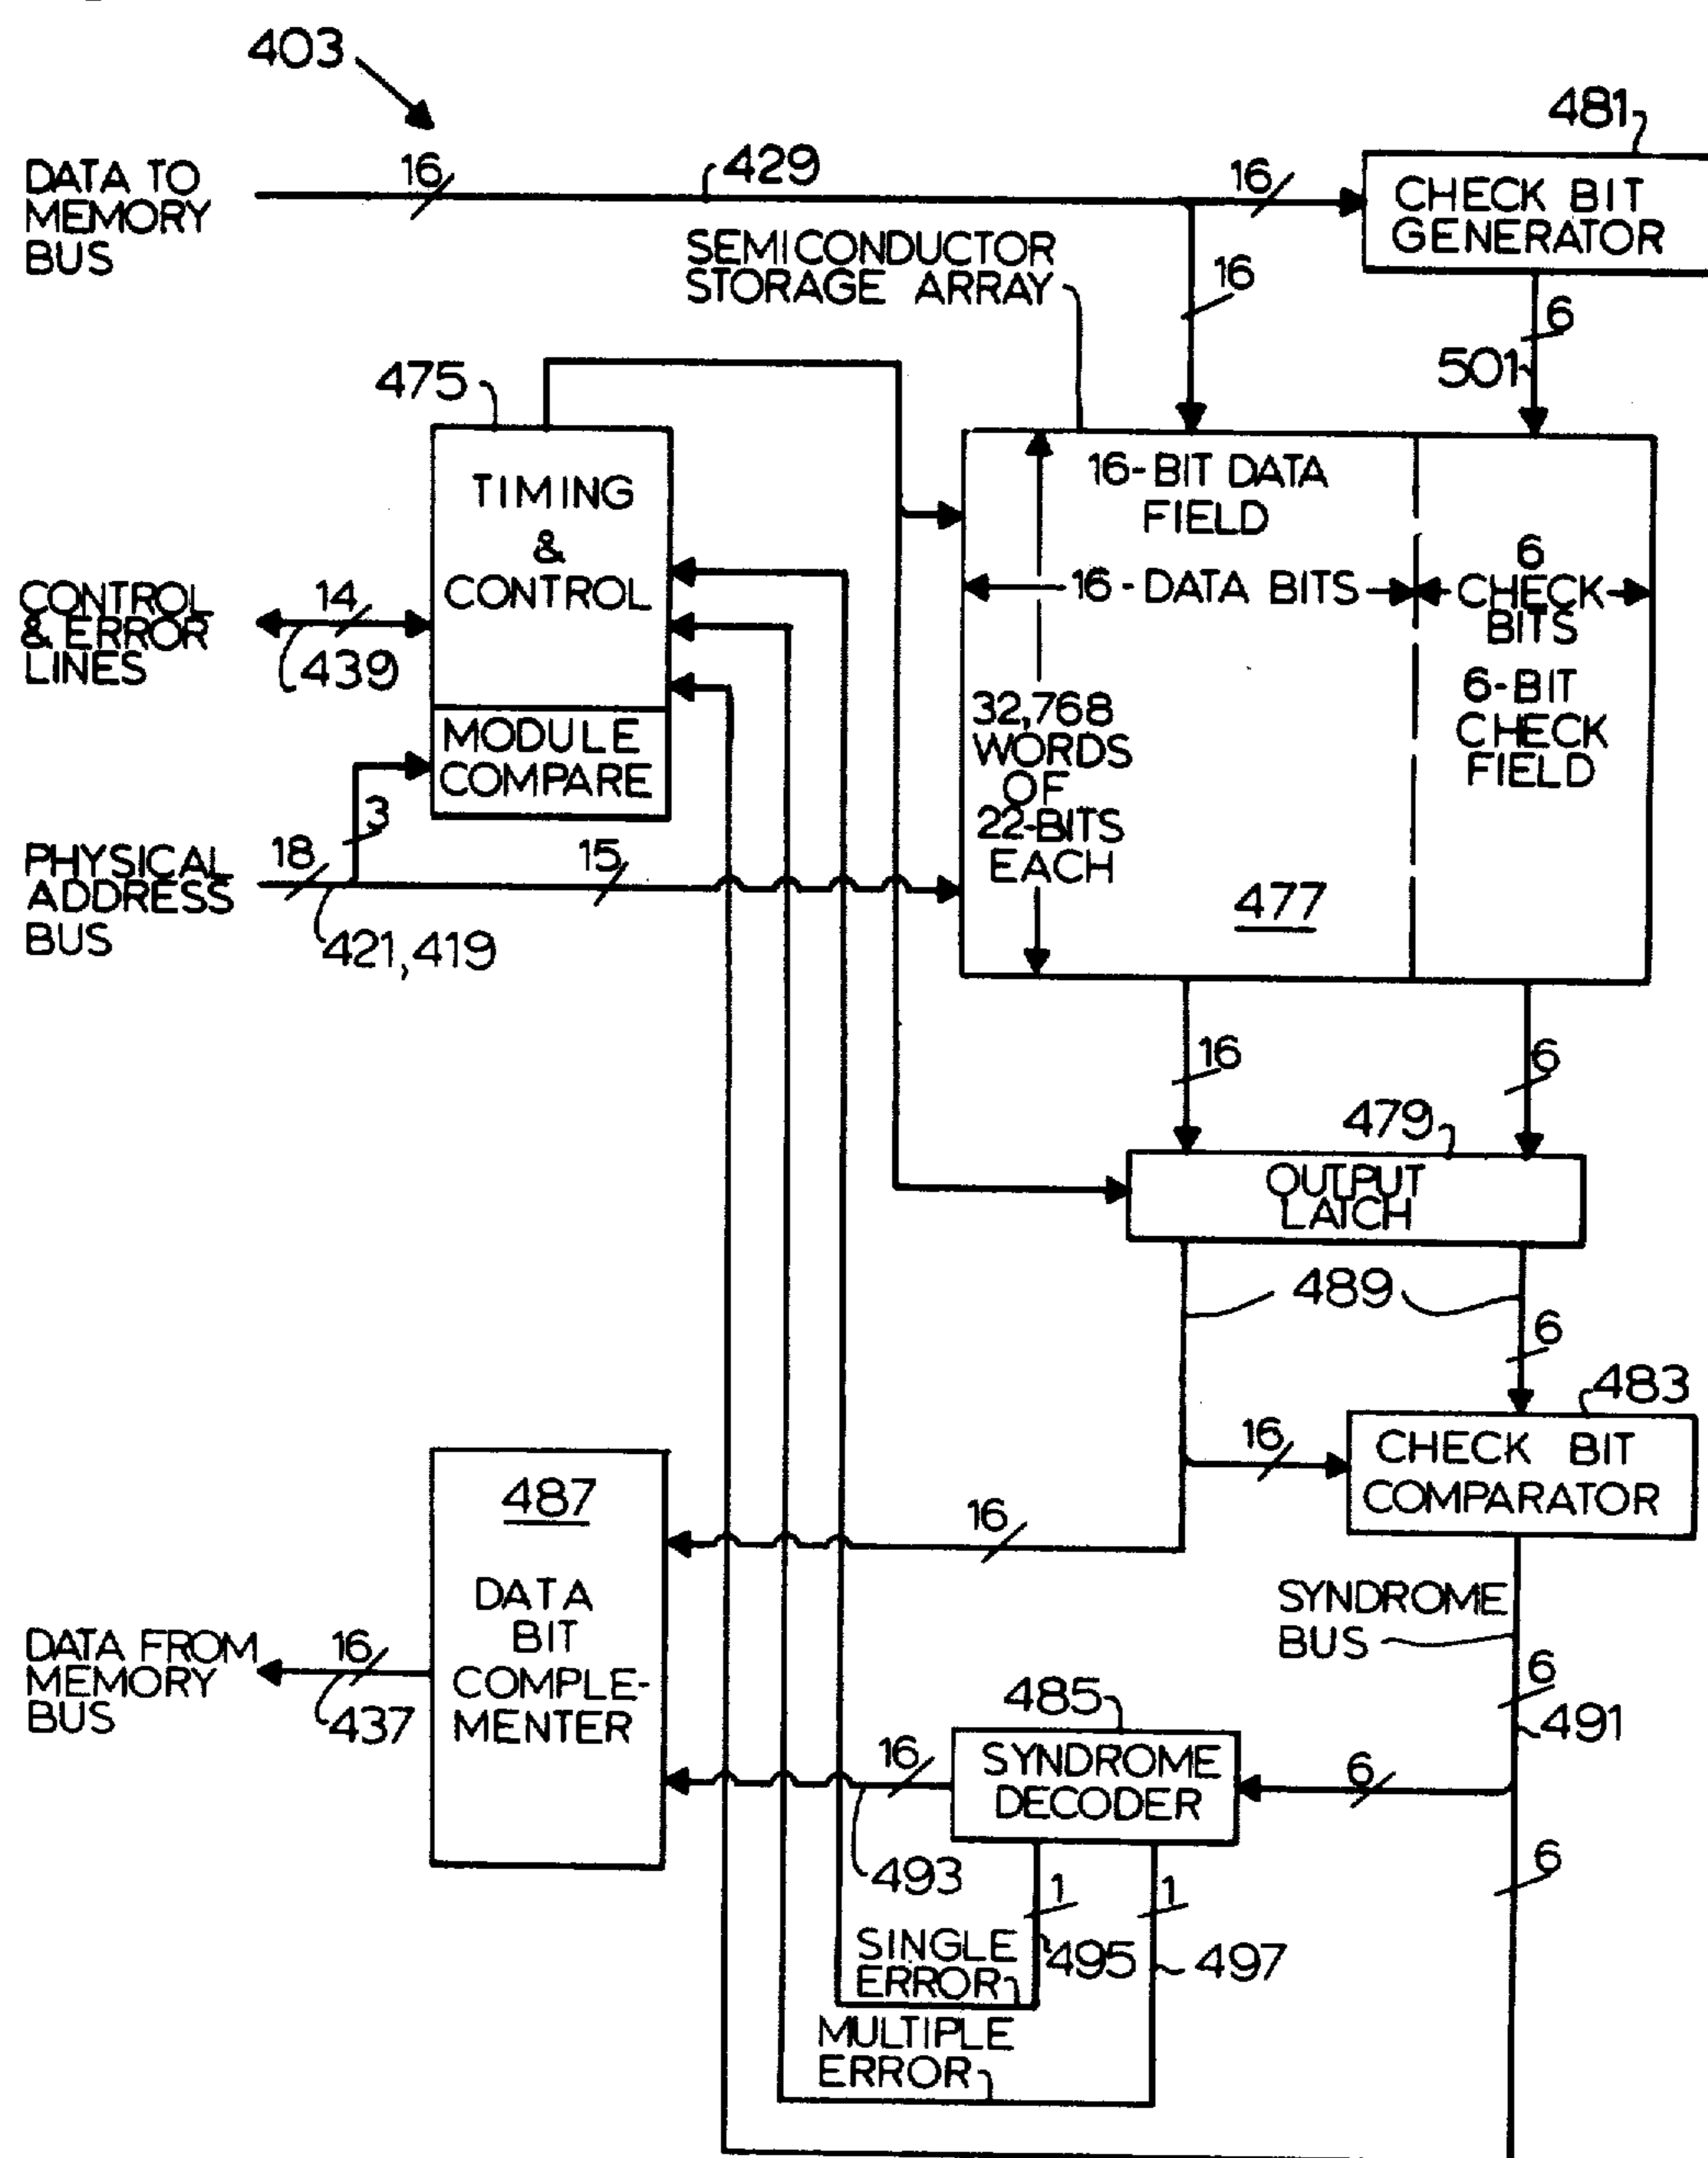 403
481
DATA TO
MEMORY
BUS
16
429
16
CHECK BIT
GENERATOR
SEMICONDUCTOR
STORAGE ARRAY
16
6
501
475
TIMING
&
CONTROL
16-BIT DATA
FIELD
16-DATA BITS
6
CHECK
BITS
CONTROL
& ERROR
LINES
14
439
6-BIT
CHECK
FIELD
32,768
WORDS
OF
22-BITS
EACH
MODULE
COMPARE
3
PHYSICAL
ADDRESS
BUS
18
15
477
421,419
16
6
479
OUTPUT
LATCH
489
6
483
16
CHECK BIT
COMPARATOR
487
16
DATA
BIT
COMPLE-
MENTER
SYNDROME
BUS
DATA FROM
MEMORY
BUS
16
437
6
491
485
16
SYNDROME
DECODER
6
493
6
1
1
SINGLE
ERROR
495
497
MULTIPLE
ERROR